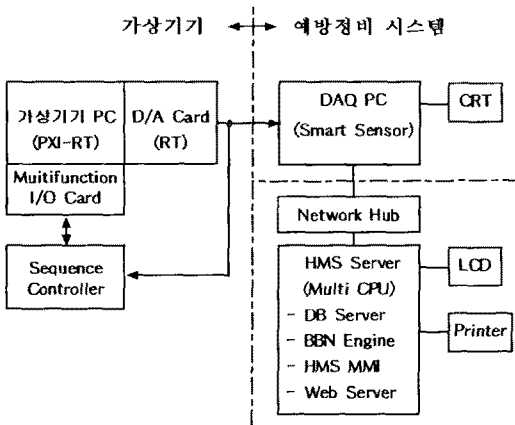 가상기기
예방정비 시스템
가상기기 PC
(PXI-RT)
D/A Card
(RT)
Muitifunction
I/O Card
Sequence
Controller
DAQ PC
(Smart Sensor)
CRT
Network Hub
HMS Server
(Multi CPU)
- DB Server
- BBN Engine
- HMS MMI
- Web Server
LCD
Printer